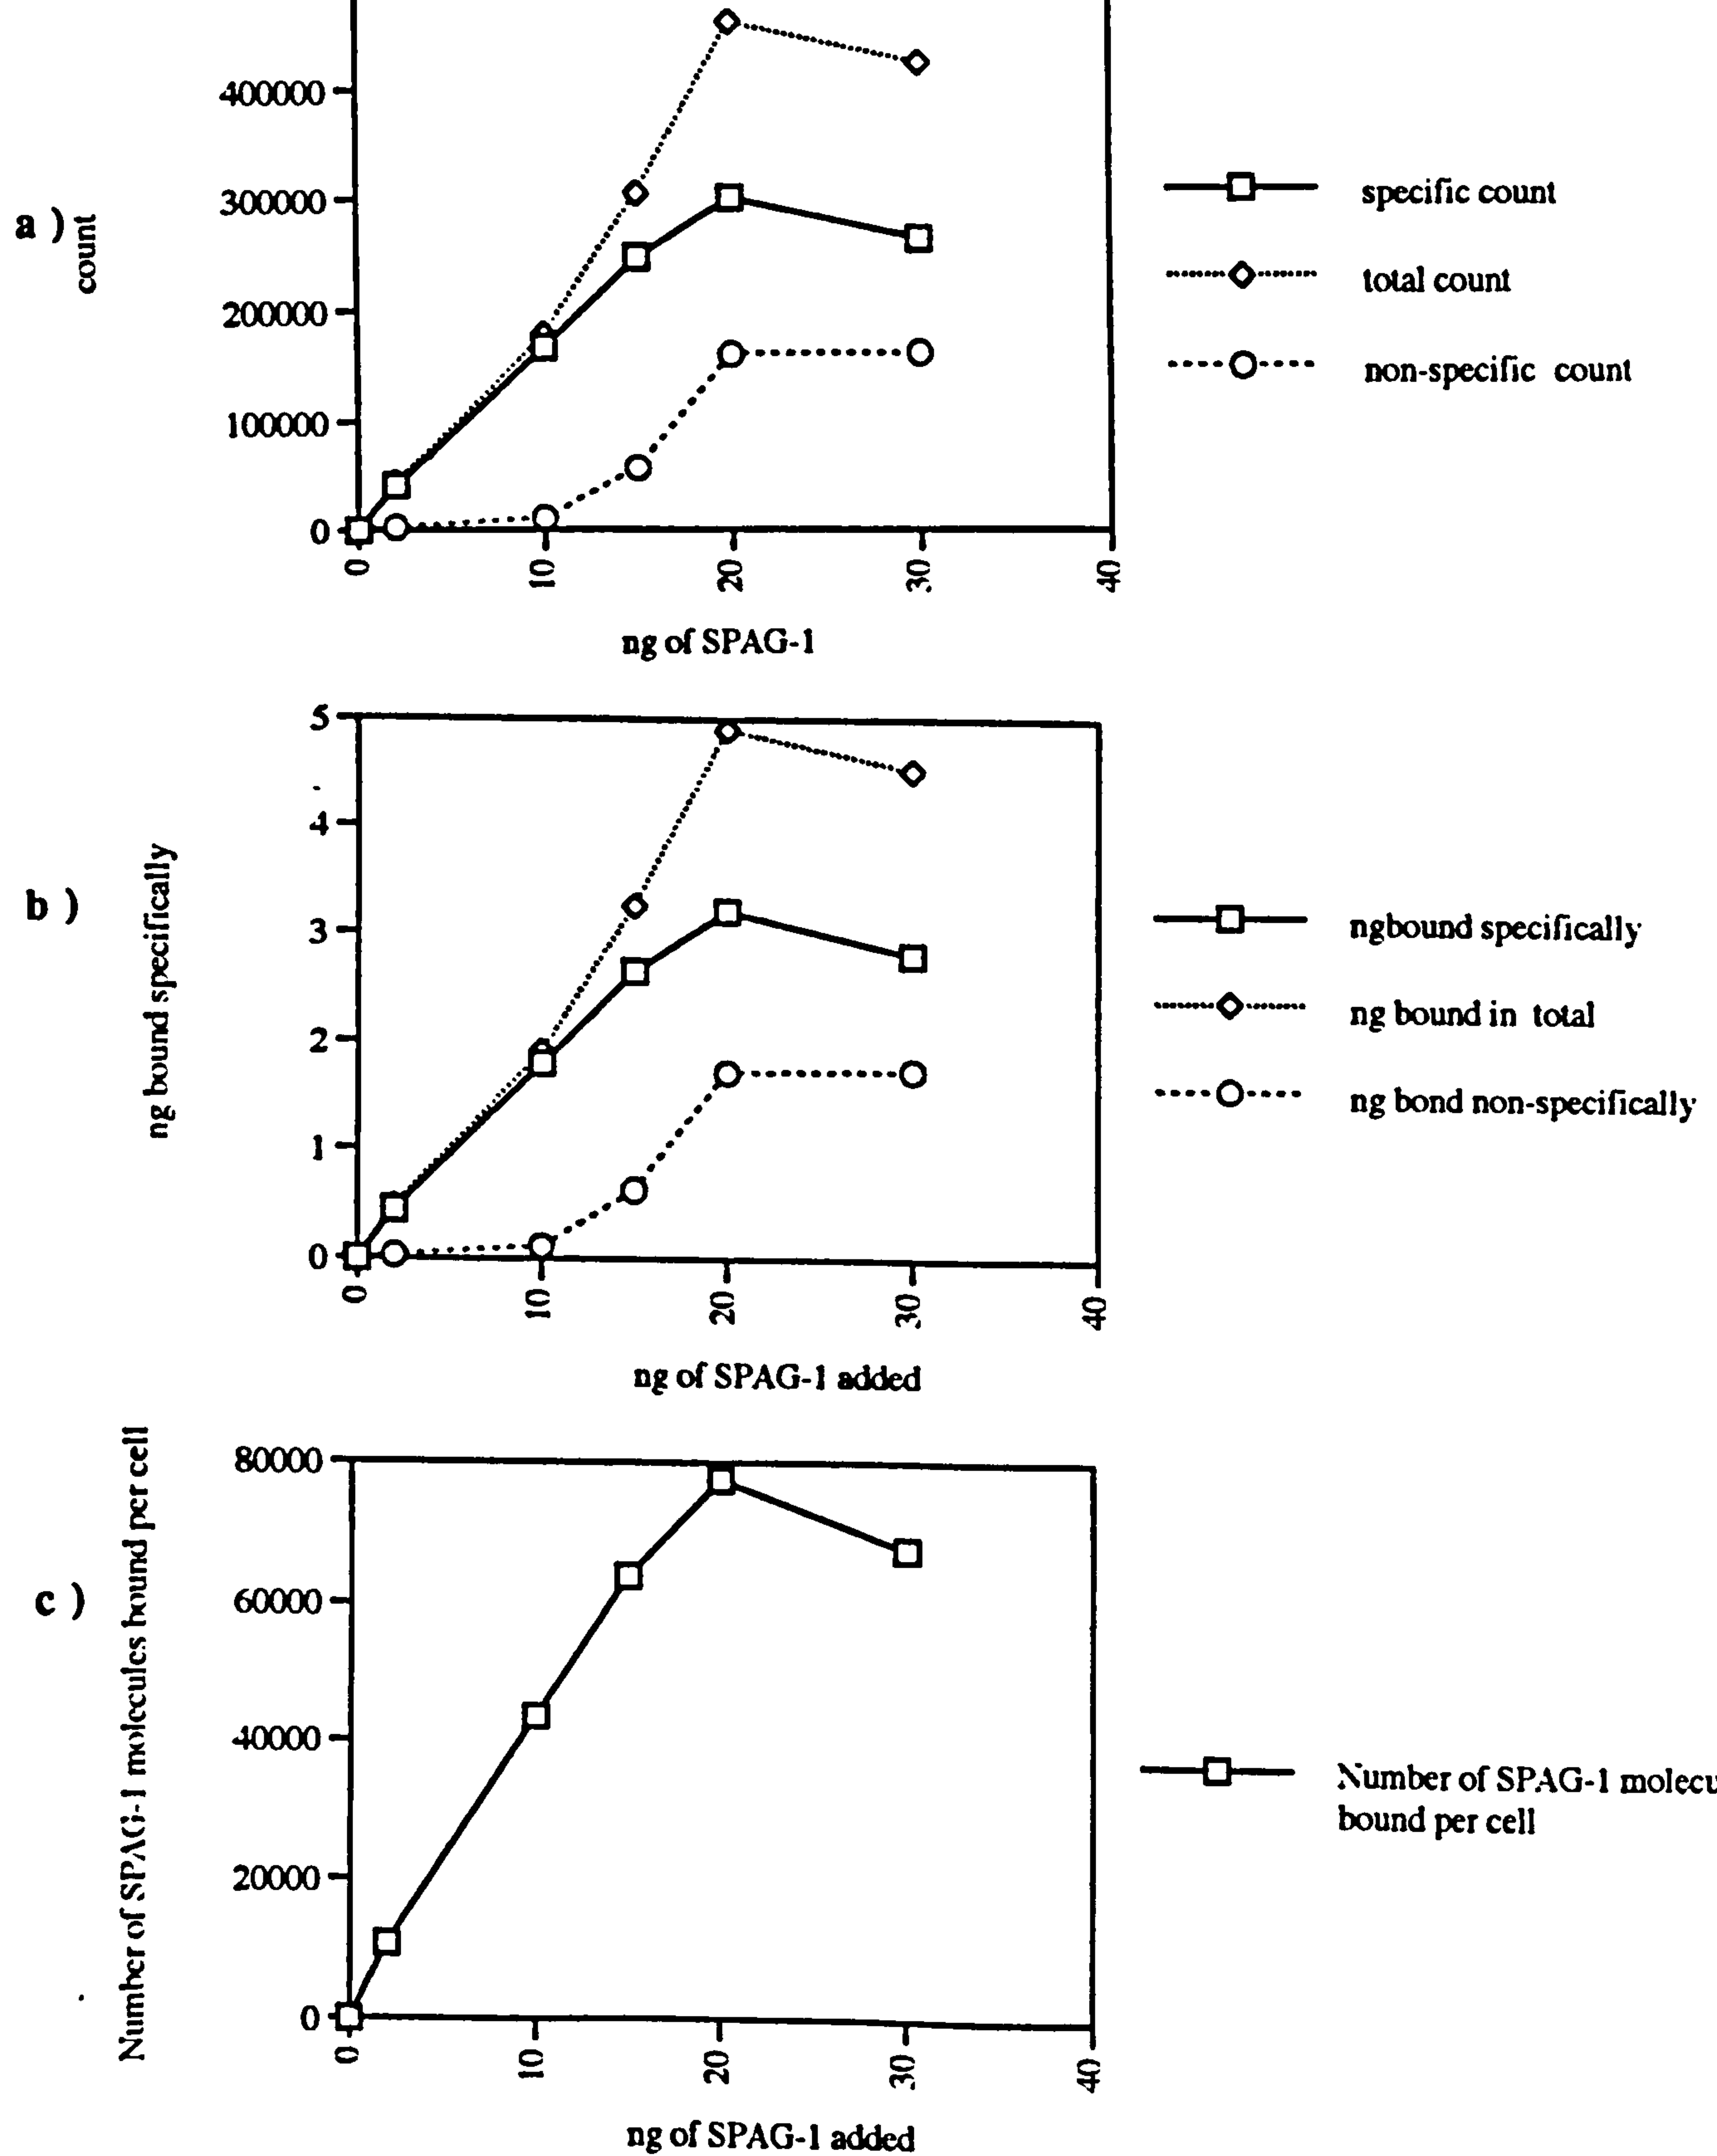 400000
300000
200000
100000
0
a )
count
0
10
20
30
40
ng of SPAG-1
specific count
total count
non-specific count
5
4
3
2
1
0
b )
ng bound specifically
0
10
20
30
40
ng of SPAG-1 added
ngbound specifically
ng bound in total
ng bond non-specifically
80000
60000
40000
20000
0
c )
Number of SPAG-1 molecules bound per cell
0
10
20
30
40
ng of SPAG-1 added
Number of SPAG-1 molecu
bound per cell